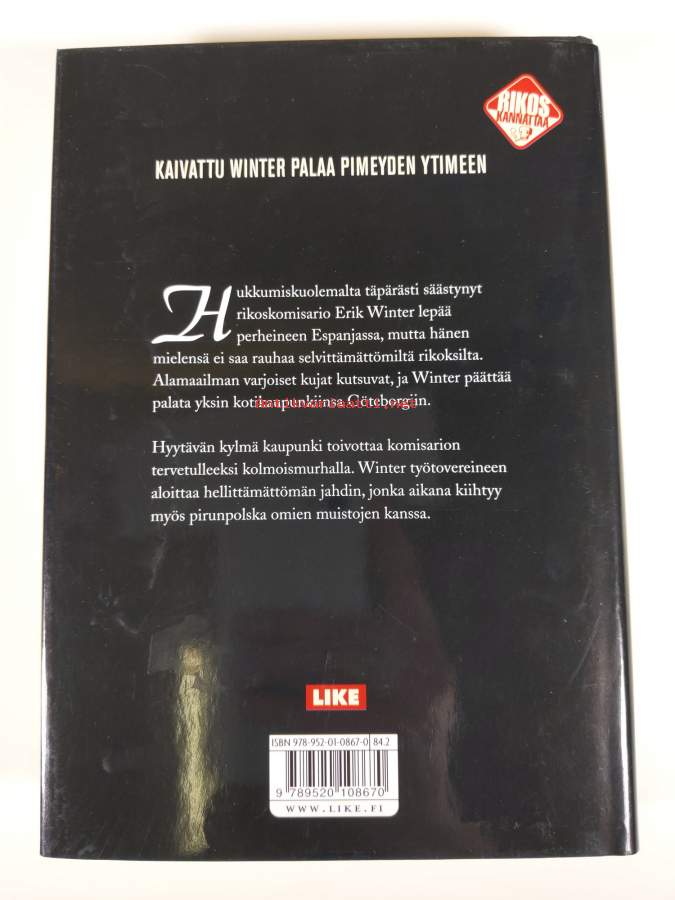 RIKOS
KANNATTAA
KAIVATTU WINTER PALAA PIMEYDEN YTIMEEN
Hukkumiskuolemalta täpärästi säästynyt
rikoskomisario Erik Winter lepää
perheineen Espanjassa, mutta hänen
mielensä ei saa rauhaa selvittämättömiltä rikoksilta.
Alamaailman varjoiset kujat kutsuvat, ja Winter päättää
palata yksin kotikaupunkiinsa Göteborgiin.
Hyytävän kylmä kaupunki toivottaa komisarion
tervetulleeksi kolmoismurhalla. Winter työtovereineen
aloittaa hellittämättömän jahdin, jonka aikana kiihtyy
myös pirunpolska omien muistojen kanssa.
LIKE
ISBN 978-952-01-0867-0 84.2
9 789520 108670
WWW.LIKE.FI